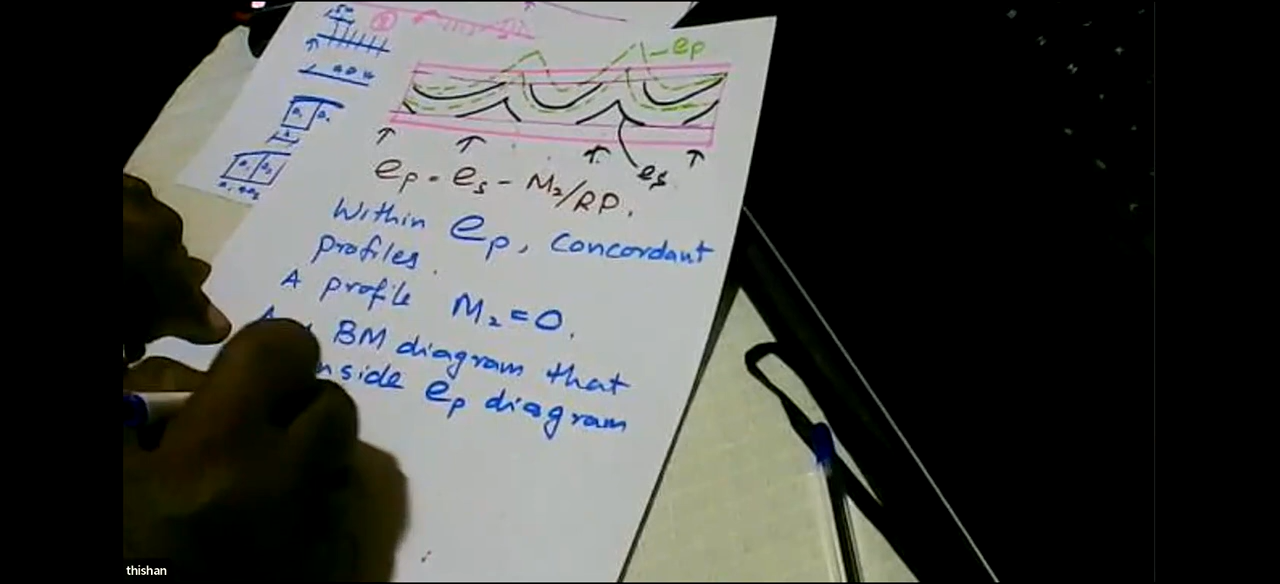 ep
es
ep = es - M2/RP.
Within ep, concordant
profiles.
A profile M2=0.
BM diagram that
inside ep diagram
thishan